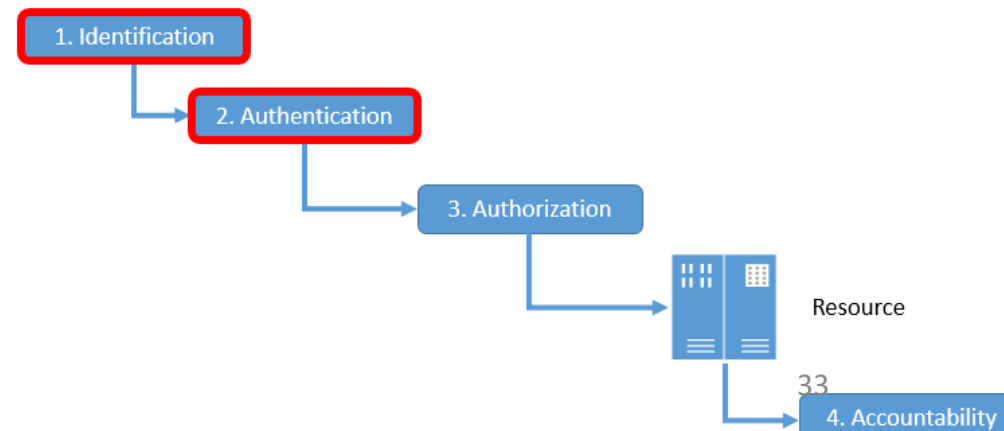 1. Identification
2. Authentication
3. Authorization
Resource
33
4. Accountability